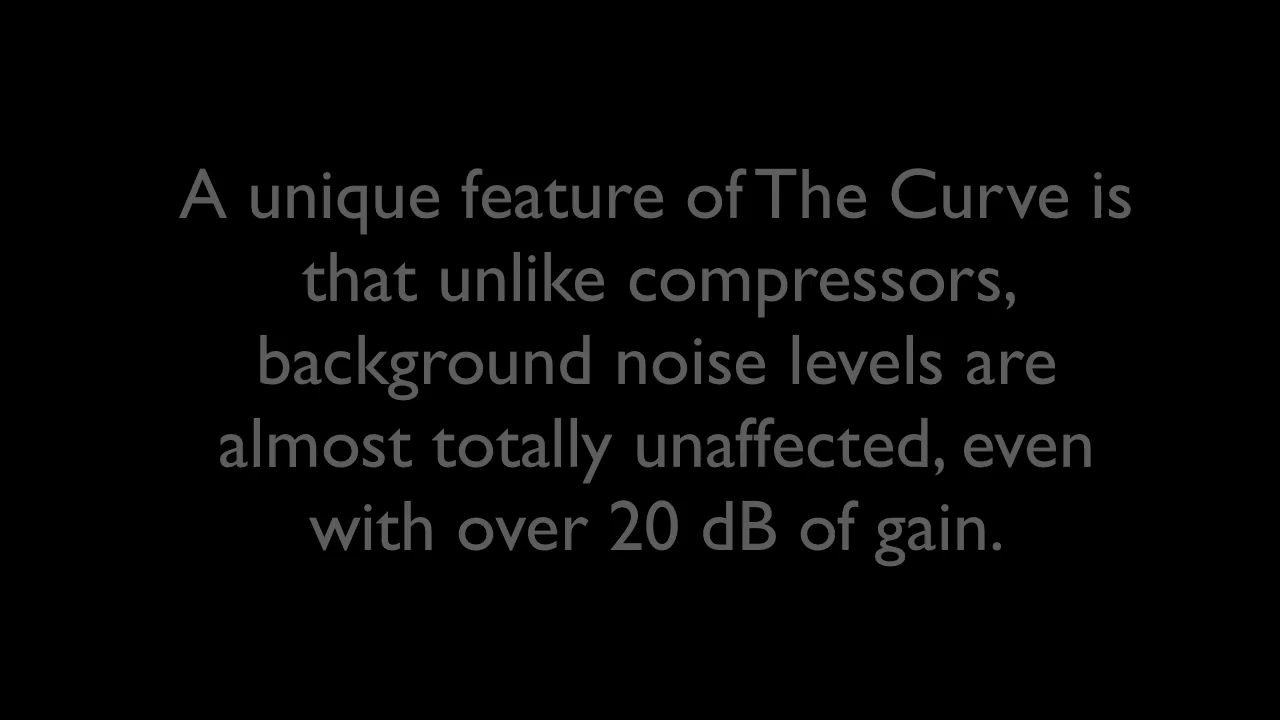 A unique feature of The Curve is
that unlike compressors,
background noise levels are
almost totally unaffected, even
with over 20 dB of gain.